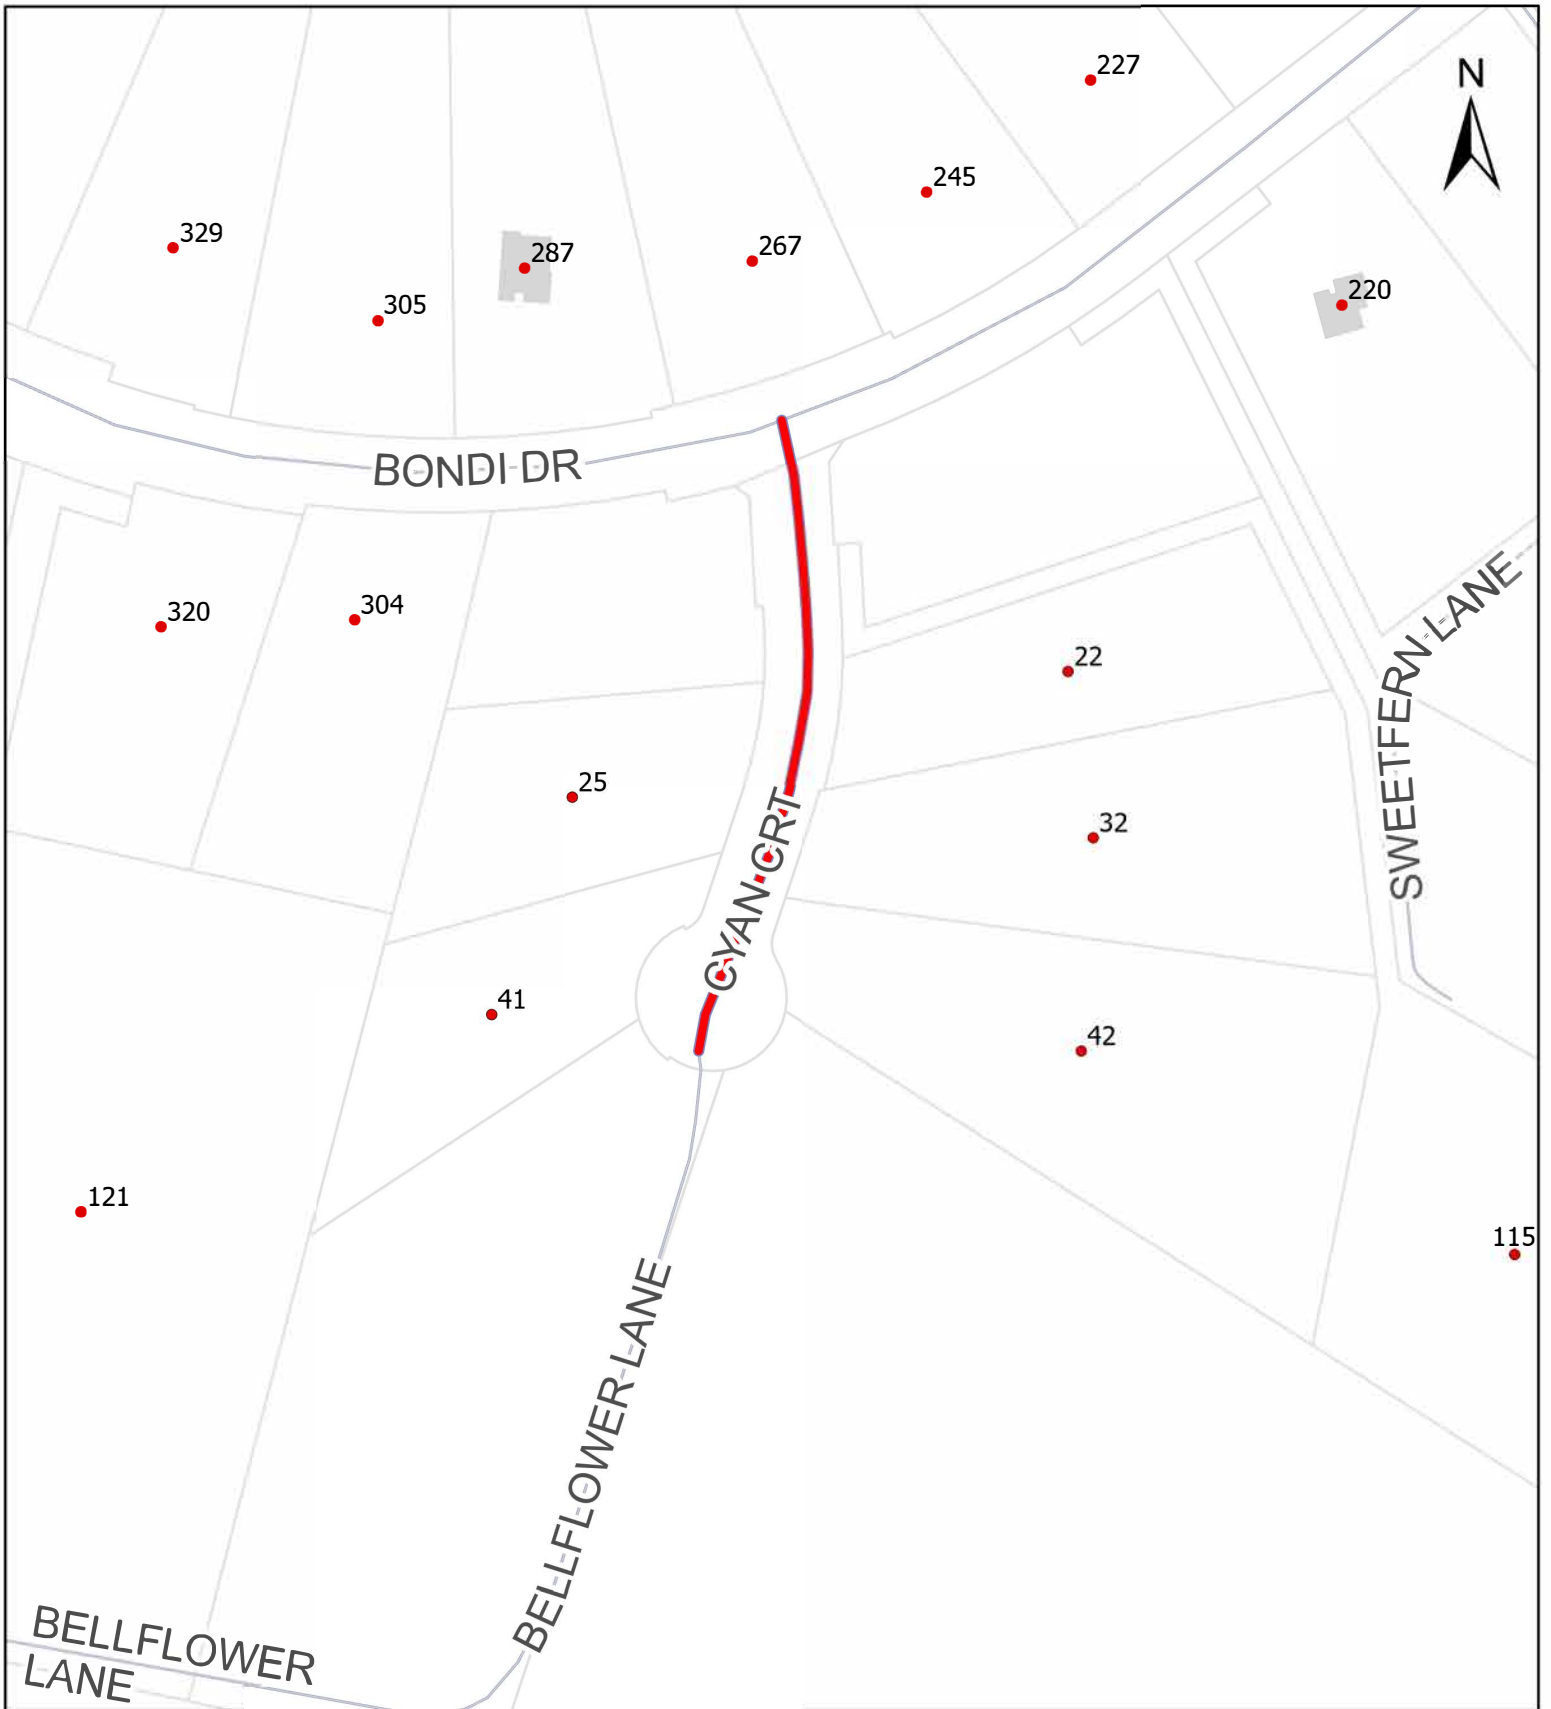 227
N
245
329
267
287
220
305
BONDI DR
SWEETFERN LANE
304
320
22
25
32
CYAN CRT
41
42
121
115
BELLFLOWER LANE
BELLFLOWER
LANE